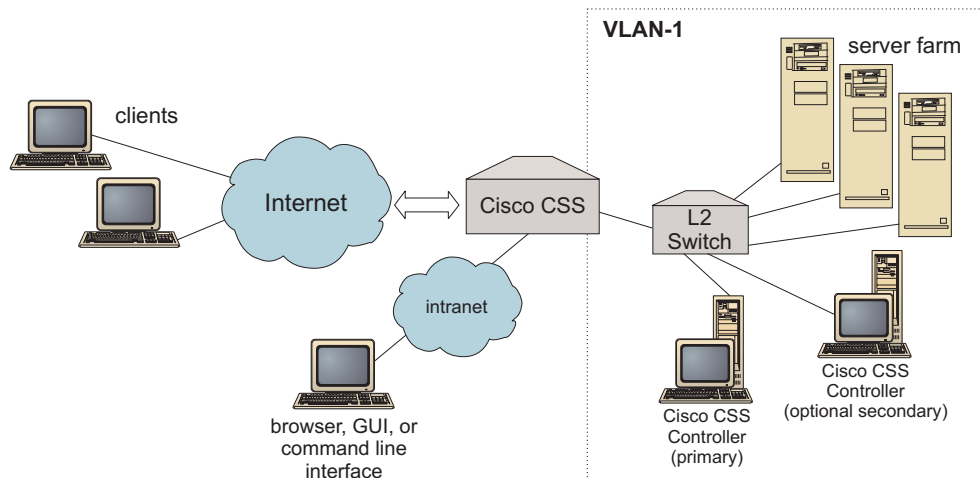 VLAN-1
server farm
clients
Internet
Cisco CSS
L2
Switch
intranet
browser, GUI, or
command line
interface
Cisco CSS
Controller
(primary)
Cisco CSS
Controller
(optional secondary)